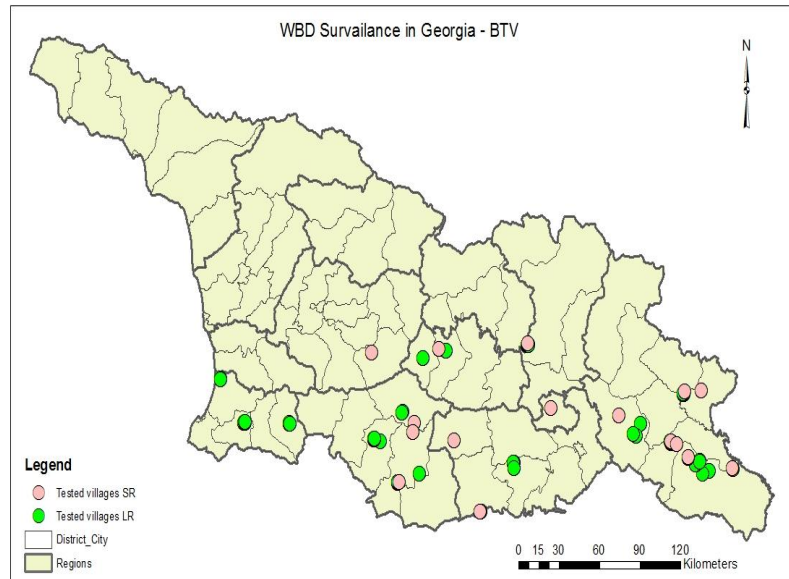 WBD Survailance in Georgia - BTV
N
Legend
Tested villages SR
Tested villages LR
District_City
Regions
0 15 30 60 90 120
Kilometers